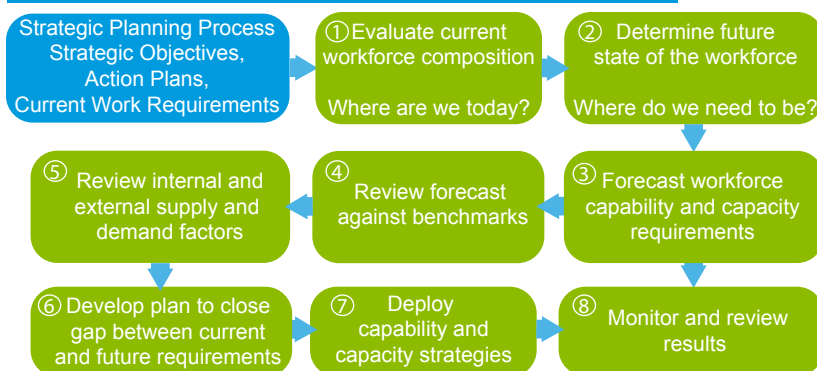 Strategic Planning Process
Strategic Objectives,
Action Plans,
Current Work Requirements
① Evaluate current
workforce composition
Where are we today?
② Determine future
state of the workforce
Where do we need to be?
③ Forecast workforce
capability and capacity
requirements
④
Review forecast
against benchmarks
⑤ Review internal and
external supply and
demand factors
⑥ Develop plan to close
gap between current
and future requirements
⑦ Deploy
capability and
capacity strategies
⑧ Monitor and review
results